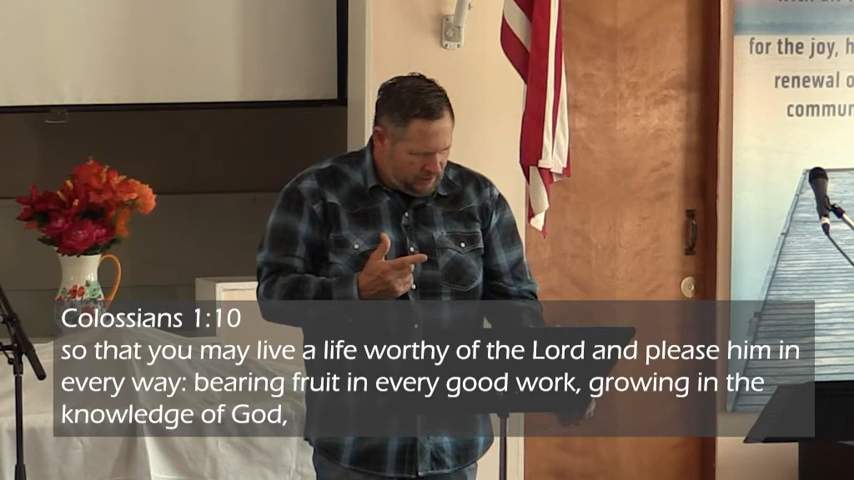 for the joy,
renewal
Colossians 1:10
so that you may live a life worthy of the Lord and please him in
every way: bearing fruit in every good work, growing in the
knowledge of God,